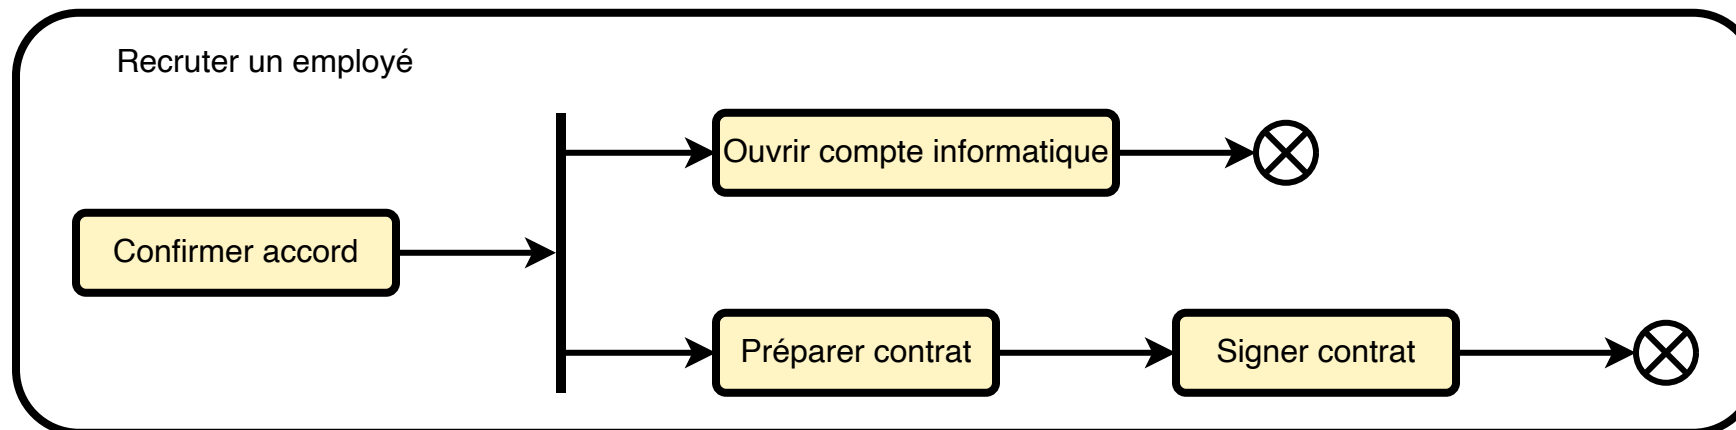 Recruter un employé
Ouvrir compte informatique
Confirmer accord
Préparer contrat
Signer contrat